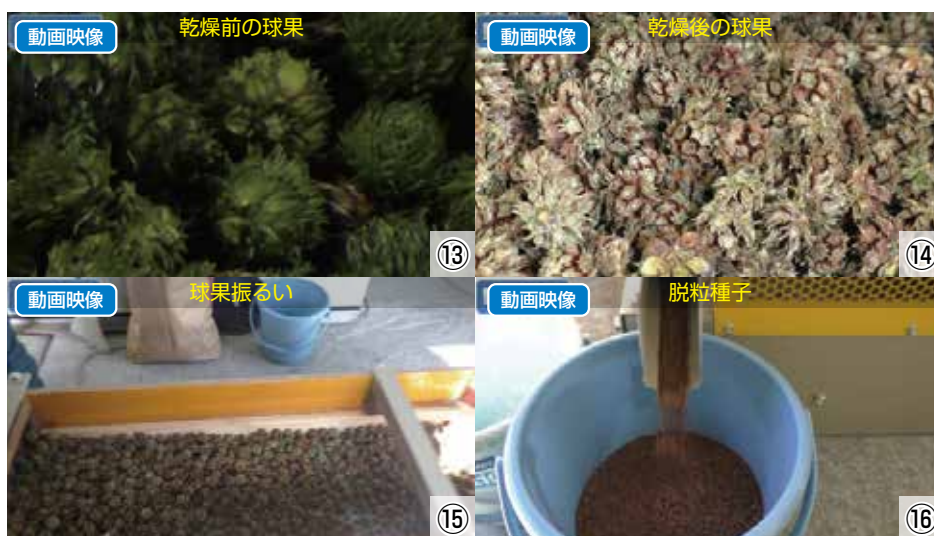 動画映像
乾燥前の球果
⑬
動画映像
乾燥後の球果
⑭
動画映像
球果振るい
⑮
動画映像
脱粒種子
⑯